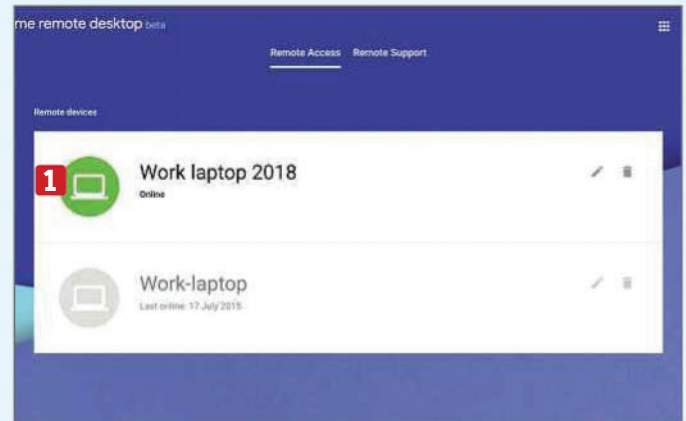 me remote desktop beta
Remote Access Remote Support
Remote devices
1
Work laptop 2018
Online
Work-laptop
Last online: 17 July 2015